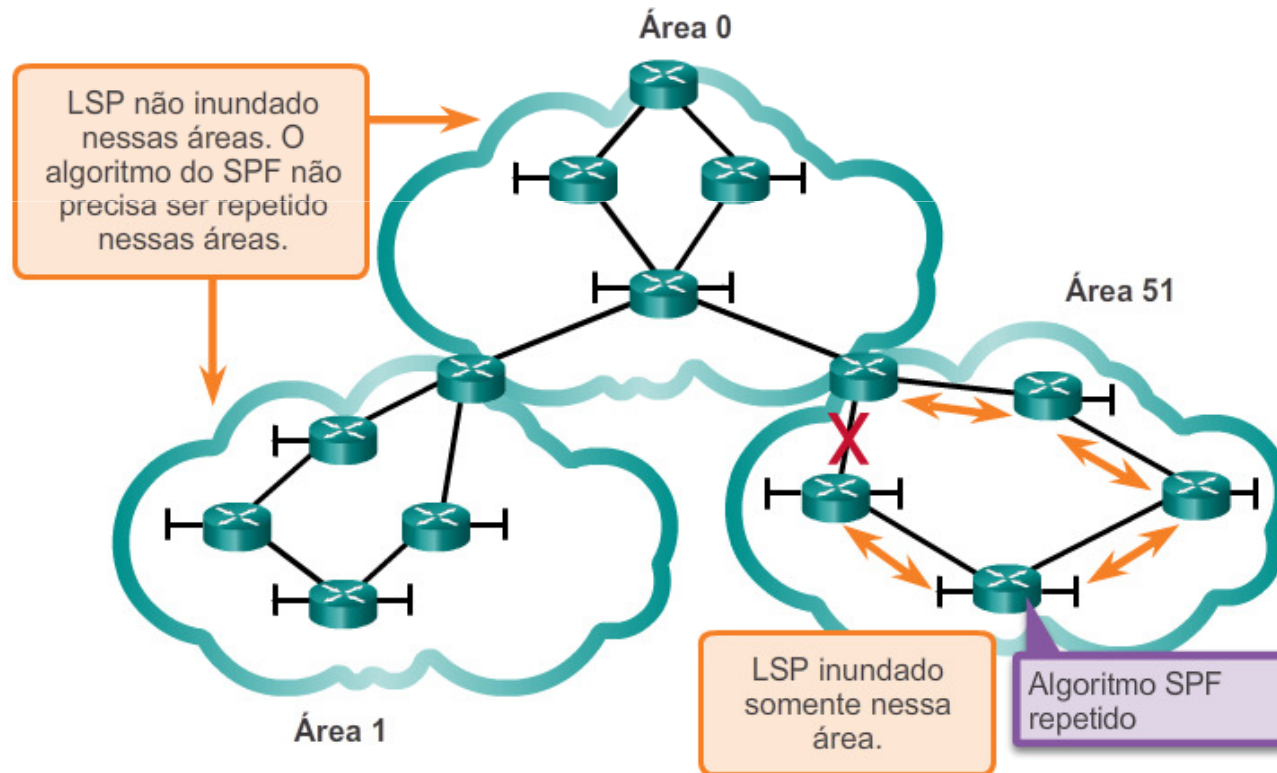 Área 0
LSP não inundado
nessas áreas. O
algoritmo do SPF não
precisa ser repetido
nessas áreas.
Área 51
X
LSP inundado
somente nessa
área.
Algoritmo SPF
repetido
Área 1